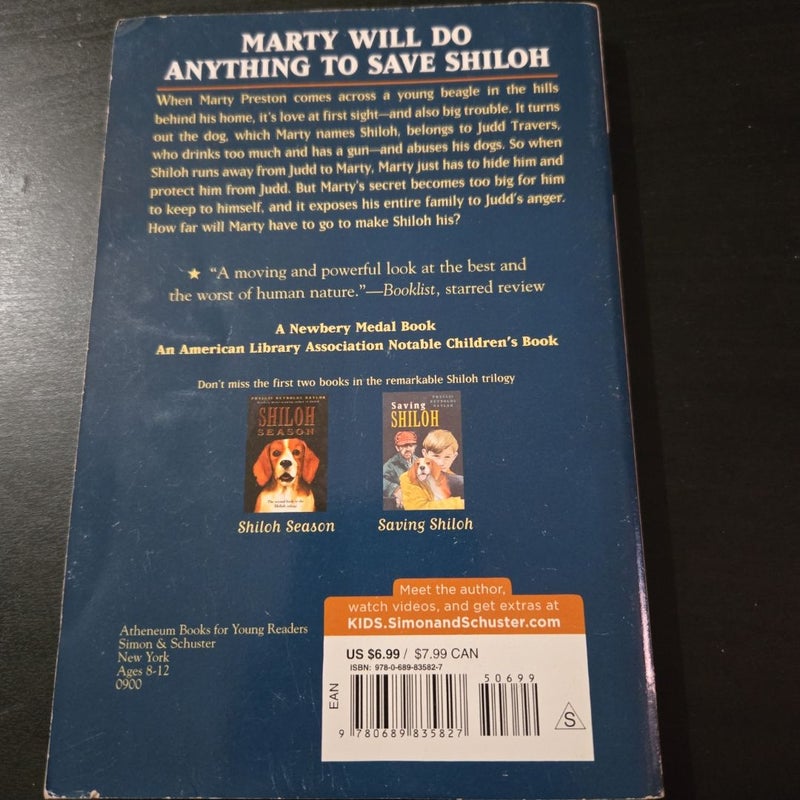 MARTY WILL DO
ANYTHING TO SAVE SHILOH
When Marty Preston comes across a young beagle in the hills
behind his home, it's love at first sight—and also big trouble. It turns
out the dog, which Marty names Shiloh, belongs to Judd Travers,
who drinks too much and has a gun—and abuses his dogs. So when
Shiloh runs away from Judd to Marty, Marty just has to hide him and
protect him from Judd. But Marty's secret becomes too big for him
to keep to himself, and it exposes his entire family to Judd's anger.
How far will Marty have to go to make Shiloh his?
★ "A moving and powerful look at the best and
the worst of human nature."—Booklist, starred review
A Newbery Medal Book
An American Library Association Notable Children's Book
Don't miss the first two books in the remarkable Shiloh trilogy
PHYLLIS REYNOLDS NAYLOR
SHILOH
SEASON
Shiloh Season
PHYLLIS
REYNOLDS
NAYLOR
Saving
SHILOH
Saving Shiloh
Atheneum Books for Young Readers
Simon & Schuster
New York
Ages 8-12
0900
Meet the author,
watch videos, and get extras at
KIDS.SimonandSchuster.com
US $6.99 / $7.99 CAN
ISBN: 978-0-689-83582-7
50699
EAN
9 780689 835827
S